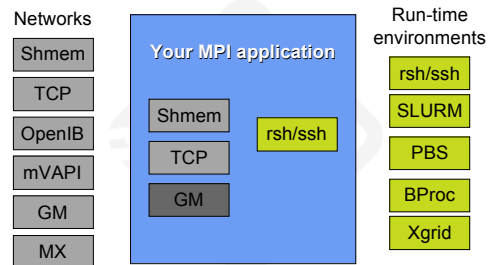 Networks
Shmem
TCP
OpenIB
mVAPI
GM
MX
Your MPI application
Shmem
TCP
GM
rsh/ssh
Run-time
environments
rsh/ssh
SLURM
PBS
BProc
Xgrid